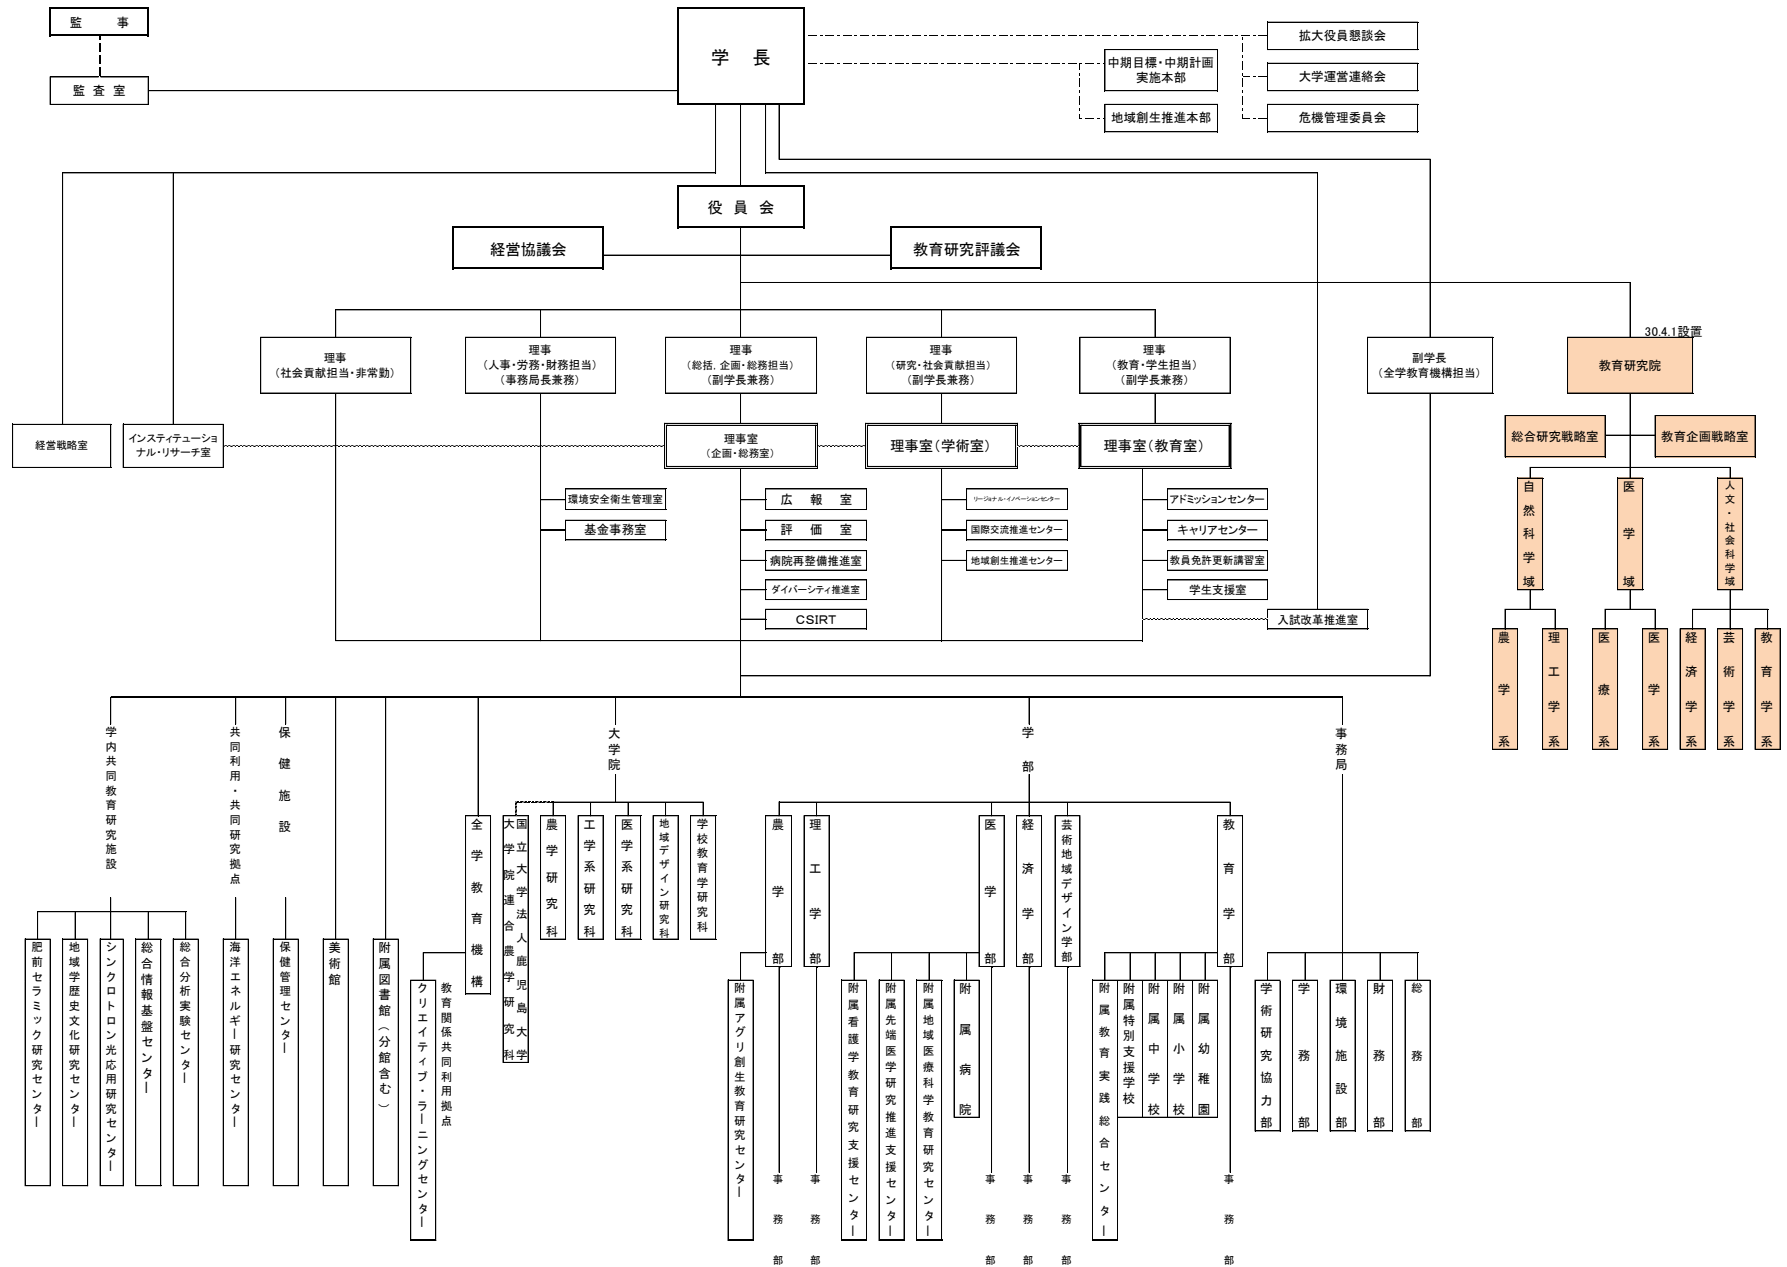 監事
学長
拡大役員懇談会
中期目標・中期計画
実施本部
大学運営連絡会
監査室
地域創生推進本部
危機管理委員会
役員会
経営協議会
教育研究評議会
30.4.1設置
理事
(社会貢献担当・非常勤)
理事
(人事・労務・財務担当)
(事務局長兼務)
理事
(総括,企画・総務担当)
(副学長兼務)
理事
(研究・社会貢献担当)
(副学長兼務)
理事
(教育・学生担当)
(副学長兼務)
副学長
(全学教育機構担当)
教育研究院
経営戦略室
インスティテューショ
ナル・リサーチ室
理事室
(企画・総務室)
理事室(学術室)
理事室(教育室)
総合研究戦略室
教育企画戦略室
環境安全衛生管理室
基金事務室
広報室
評価室
病院再整備推進室
ダイバーシティ推進室
CSIRT
リージョナル・イノベーションセンター
国際交流推進センター
地域創生推進センター
アドミッションセンター
キャリアセンター
教員免許更新講習室
学生支援室
入試改革推進室
自然科学域
医学域
人文・社会科学域
農学系
理工学系
医療系
医学系
経済学系
芸術学系
教育学系
学内共同教育研究施設
共同利用・共同研究拠点
保健施設
大学院
学部
事務局
全学教育機構
国立大学法人鹿児島大学
大学院連合農学研究科
農学研究科
工学系研究科
医学系研究科
地域デザイン研究科
学校教育学研究科
農学部
理工学部
医学部
経済学部
芸術地域デザイン学部
教育学部
肥前セラミック研究センター
地域学歴史文化研究センター
シンクロトロン光応用研究センター
総合情報基盤センター
総合分析実験センター
海洋エネルギー研究センター
保健管理センター
美術館
附属図書館(分館含む)
クリエイティブ・ラーニングセンター
教育関係共同利用拠点
附属アグリ創生教育研究センター
附属看護学教育研究支援センター
附属先端医学研究推進支援センター
附属地域医療科学教育研究センター
附属病院
附属教育実践総合センター
附属特別支援学校
附属中学校
附属小学校
附属幼稚園
学術研究協力部
学務部
環境施設部
財務部
総務部
事務部
事務部
事務部
事務部
事務部
事務部